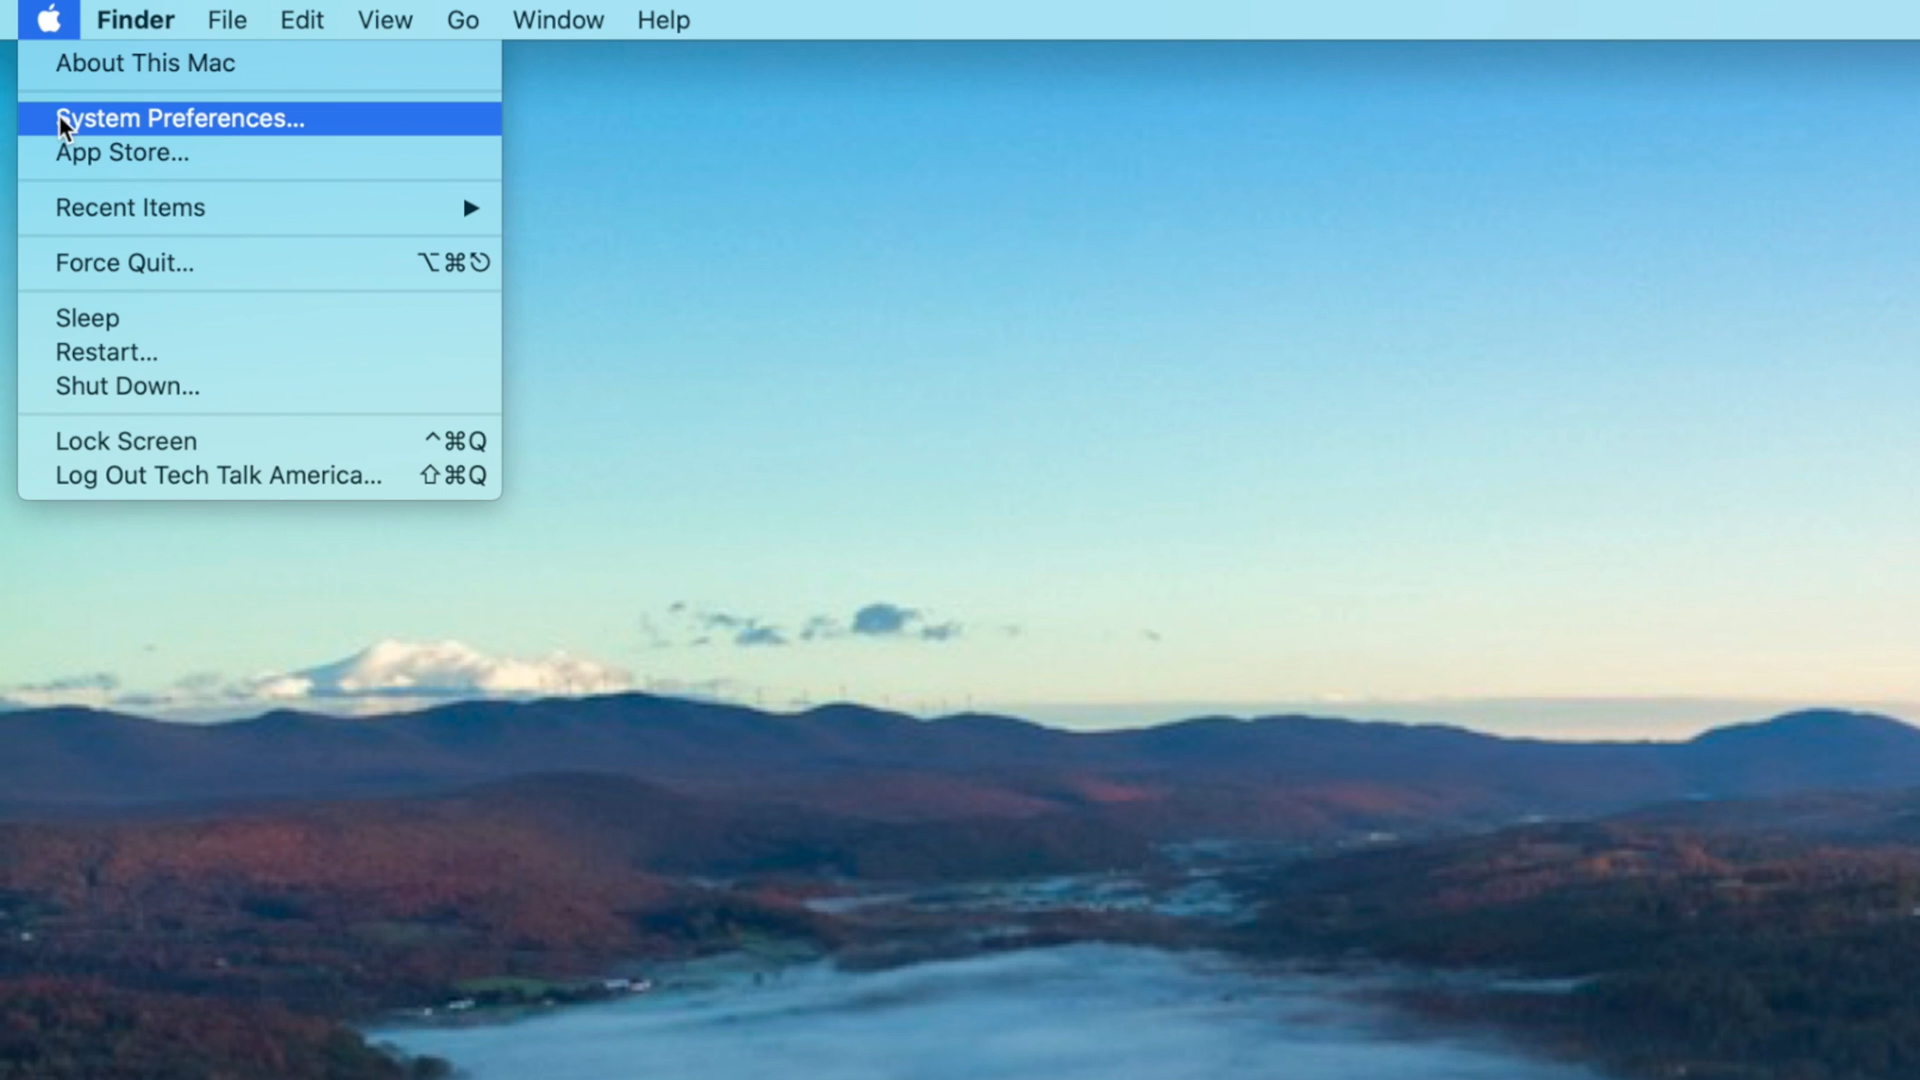 Finder File Edit View Go Window Help
About This Mac
System Preferences...
App Store...
Recent Items ▶
Force Quit... ⌥⌘⎋
Sleep
Restart...
Shut Down...
Lock Screen ^⌘Q
Log Out Tech Talk America... ⇧⌘Q